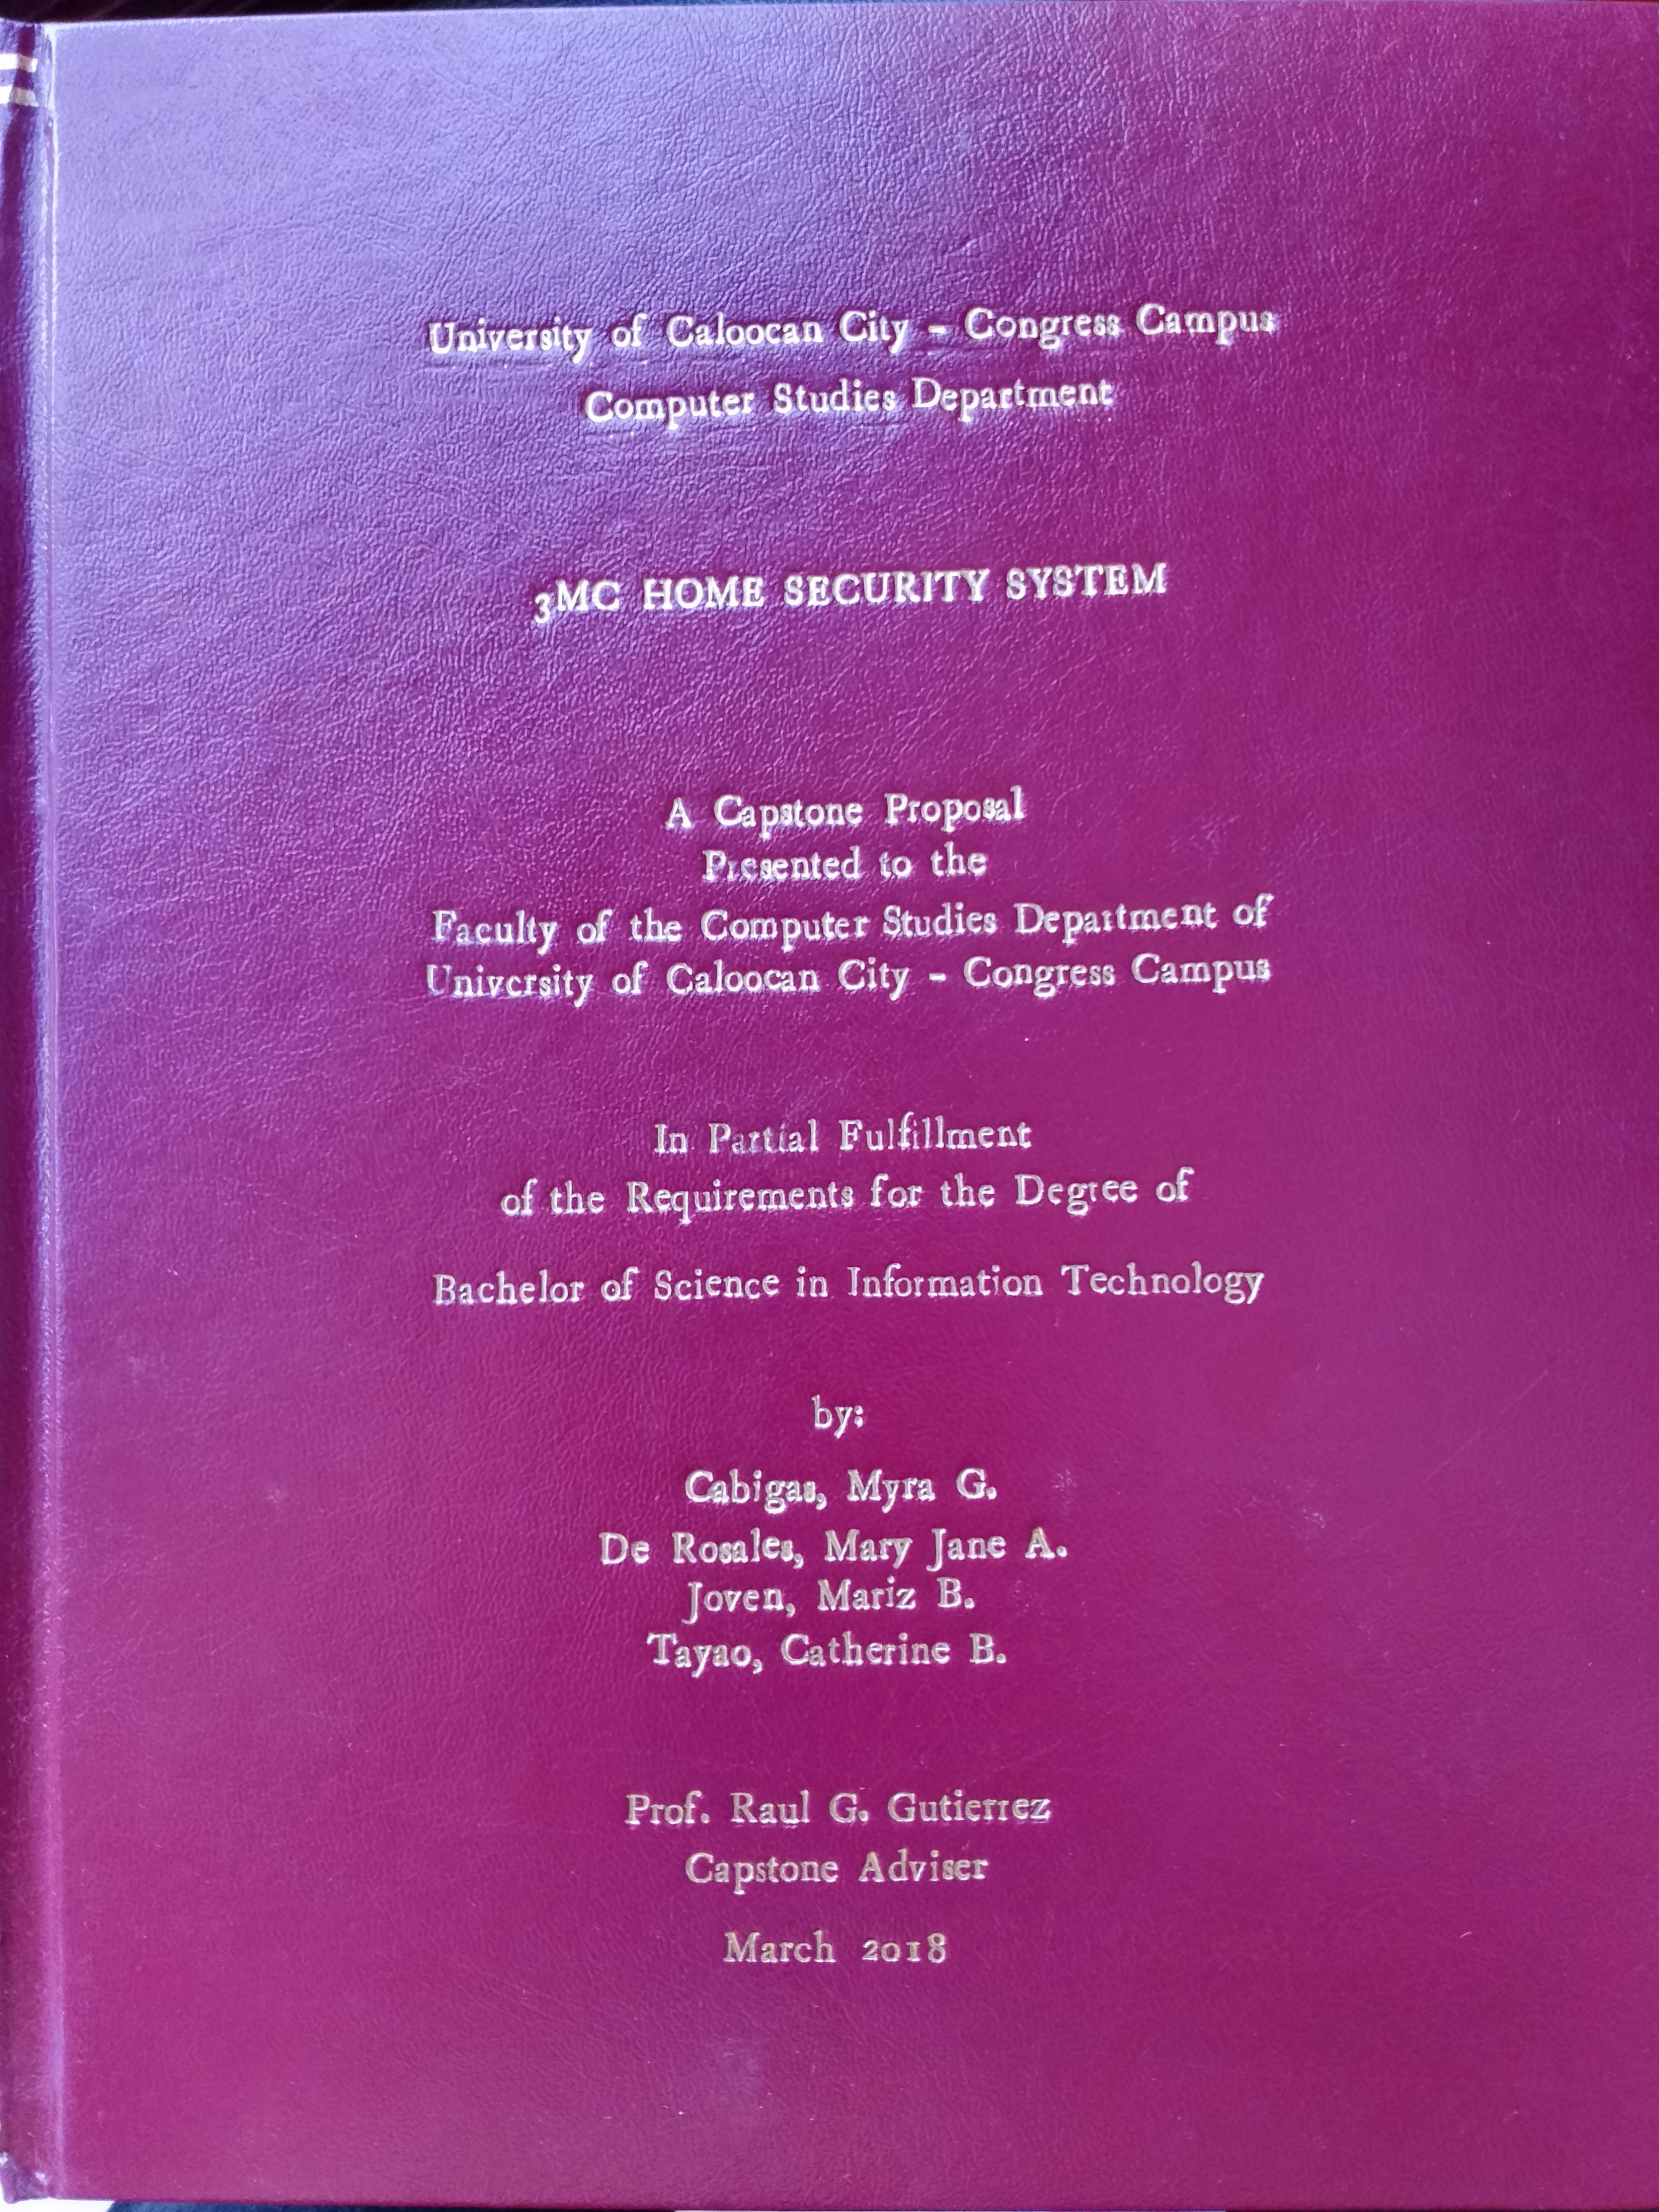 University of Caloocan City - Congress Campus
Computer Studies Department
3MC HOME SECURITY SYSTEM
A Capstone Proposal
Presented to the
Faculty of the Computer Studies Department of
University of Caloocan City - Congress Campus
In Partial Fulfillment
of the Requirements for the Degree of
Bachelor of Science in Information Technology
by:
Cabigas, Myra G.
De Rosales, Mary Jane A.
Joven, Mariz B.
Tayao, Catherine B.
Prof. Raul G. Gutierrez
Capstone Adviser
March 2018